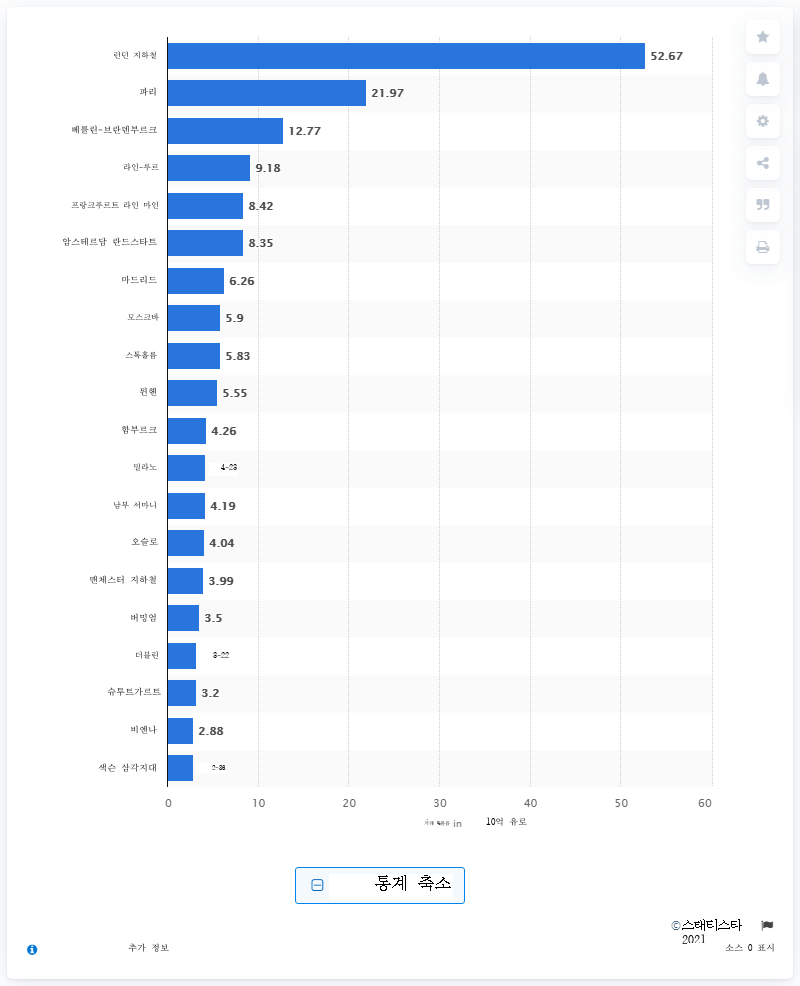 런던 지하철 52.67
파리 21.97
베를린-브란덴부르크 12.77
라인-루르 9.18
프랑크푸르트 라인 마인 8.42
암스테르담 란드스타트 8.35
마드리드 6.26
모스크바 5.9
스톡홀름 5.83
뮌헨 5.55
함부르크 4.26
밀라노 4-23
남부 서마니 4.19
오슬로 4.04
맨체스터 지하철 3.99
버밍엄 3.5
더블린 3-22
슈투트가르트 3.2
비엔나 2.88
색슨 삼각지대 2-86
0 10 20 30 40 50 60
in 10억 유로
통계 축소
©스태티스타
2021
추가 정보
소스 0 표시